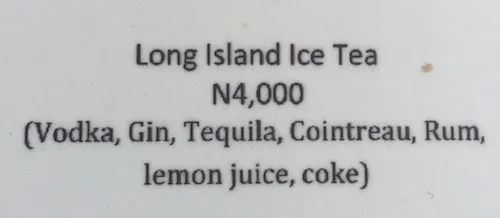 Long Island Ice Tea
N4,000
(Vodka, Gin, Tequila, Cointreau, Rum,
lemon juice, coke)